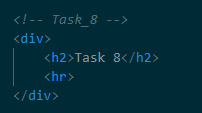 <!-- Task_8 -->
<div>
    <h2>Task 8</h2>
    <hr>
</div>